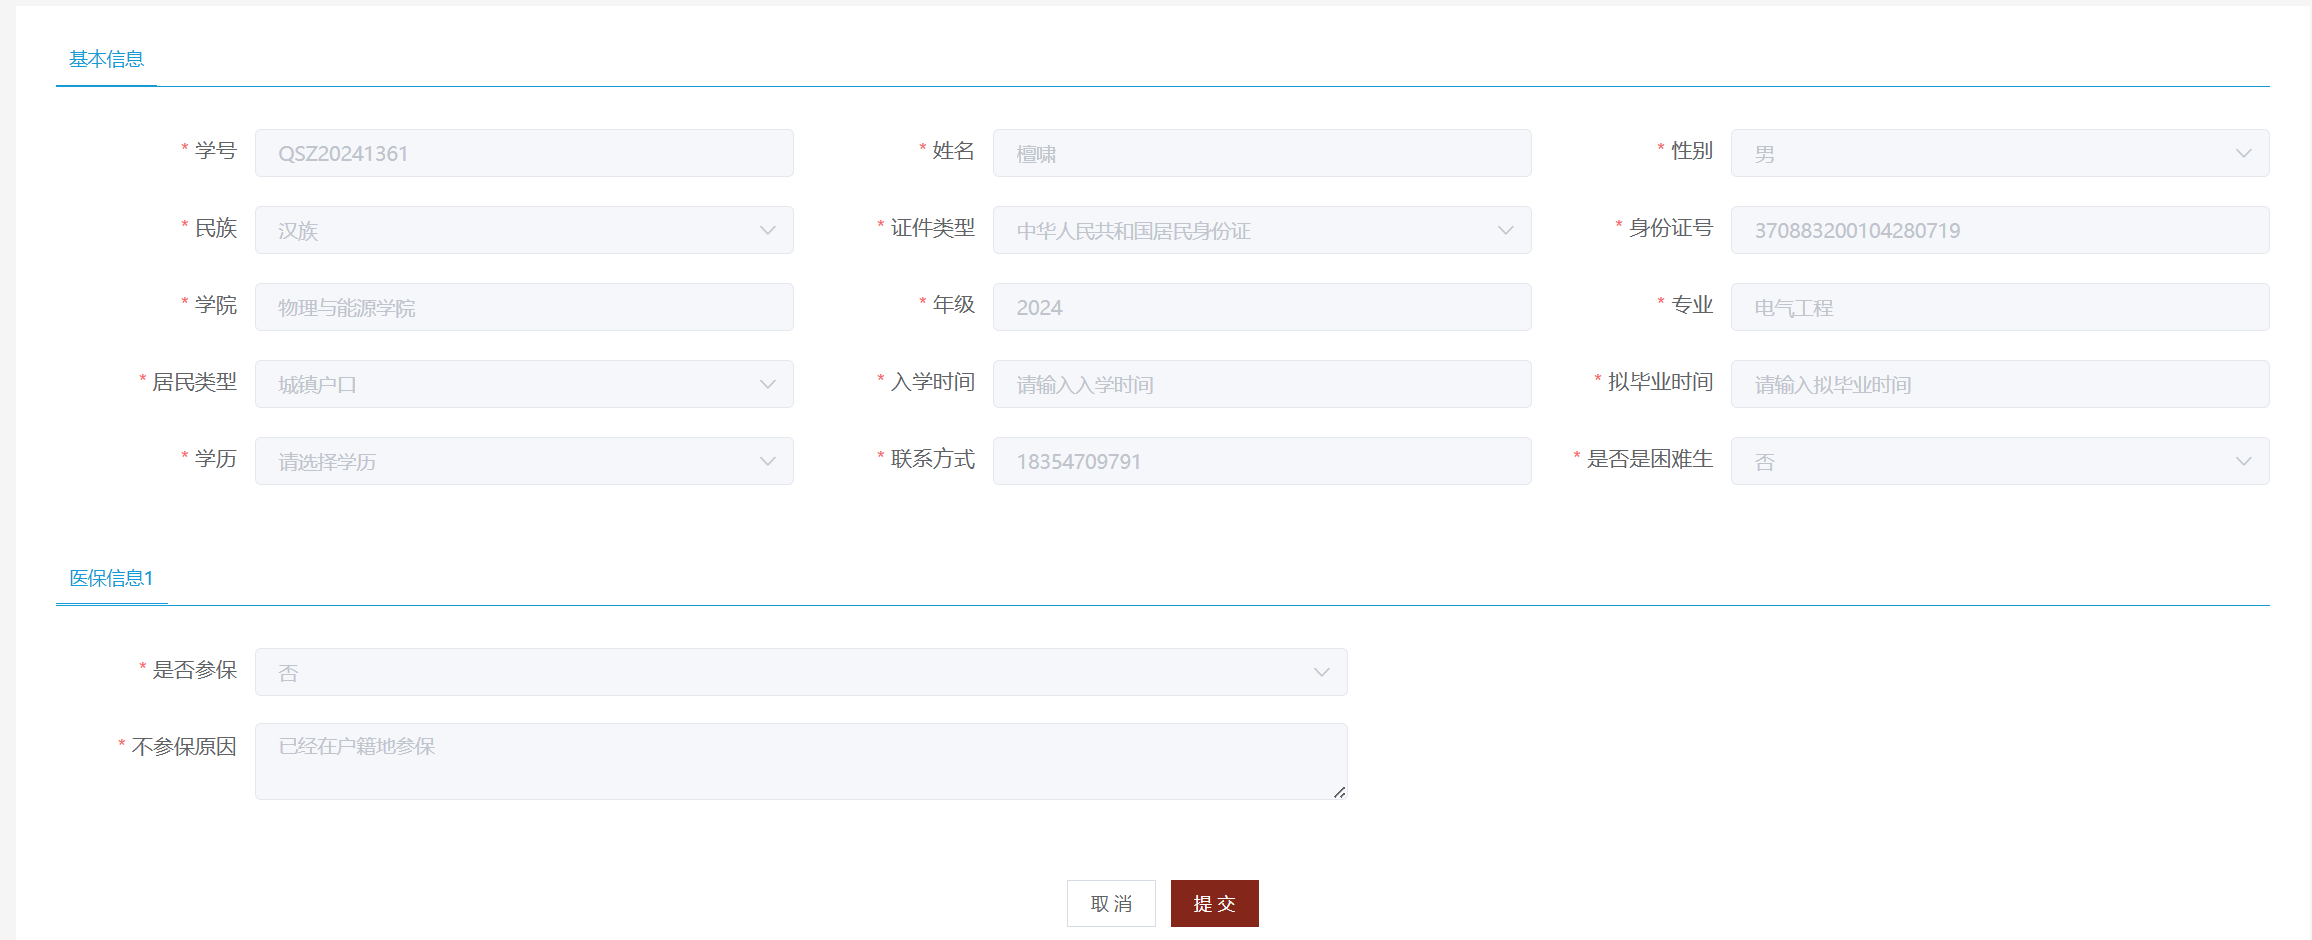 基本信息
* 学号 QSZ20241361 * 姓名 檀啸 * 性别 男
* 民族 汉族 * 证件类型 中华人民共和国居民身份证 * 身份证号 370883200104280719
* 学院 物理与能源学院 * 年级 2024 * 专业 电气工程
* 居民类型 城镇户口 * 入学时间 请输入入学时间 * 拟毕业时间 请输入拟毕业时间
* 学历 请选择学历 * 联系方式 18354709791 * 是否是困难生 否
医保信息1
* 是否参保 否
* 不参保原因 已经在户籍地参保
取 消 提 交